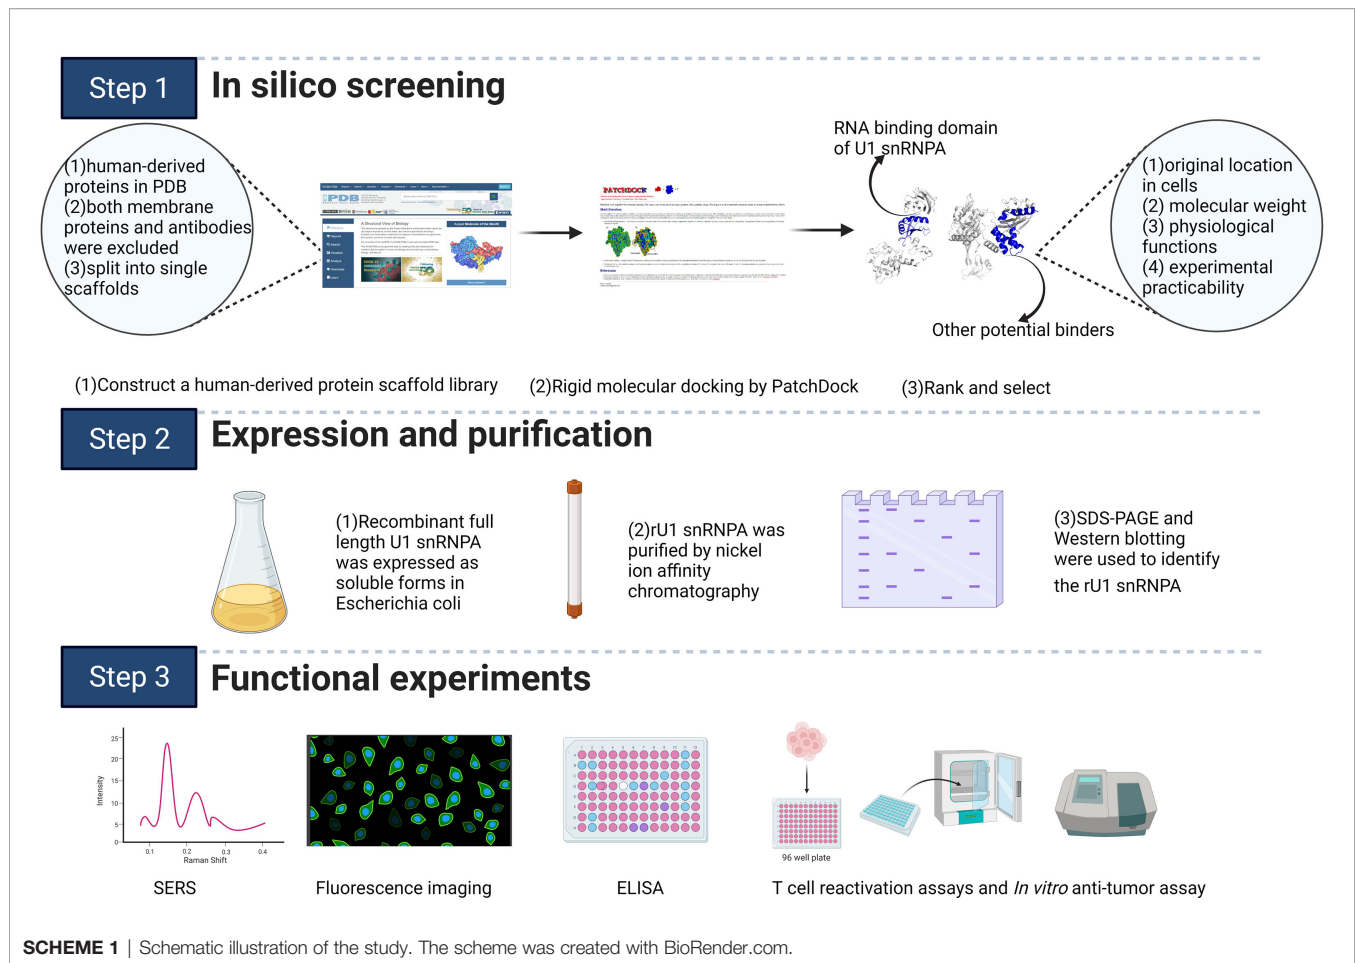 Step 1
In silico screening
(1)human-derived
proteins in PDB
(2)both membrane
proteins and antibodies
were excluded
(3)split into single
scaffolds
PDB
A Structural View of Biology
PATCHDOCK
RNA binding domain
of U1 snRNPA
Other potential binders
(1)original location
in cells
(2) molecular weight
(3) physiological
functions
(4) experimental
practicability
(1)Construct a human-derived protein scaffold library
(2)Rigid molecular docking by PatchDock
(3)Rank and select
Step 2
Expression and purification
(1)Recombinant full
length U1 snRNPA
was expressed as
soluble forms in
Escherichia coli
(2)rU1 snRNPA was
purified by nickel
ion affinity
chromatography
(3)SDS-PAGE and
Western blotting
were used to identify
the rU1 snRNPA
Step 3
Functional experiments
Intensity
25
20
15
10
5
0
0.1
0.2
0.3
0.4
Raman Shift
96 well plate
SERS
Fluorescence imaging
ELISA
T cell reactivation assays and In vitro anti-tumor assay
SCHEME 1 | Schematic illustration of the study. The scheme was created with BioRender.com.